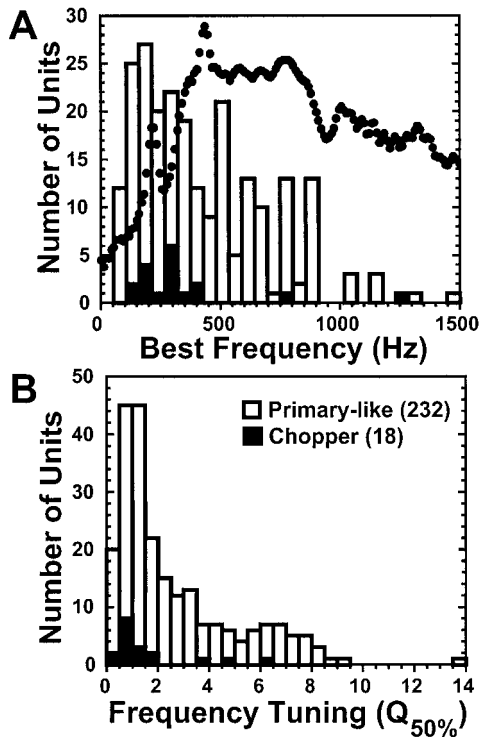 A
30
25
20
15
10
5
0
Number of Units
0 500 1000 1500
Best Frequency (Hz)
B
50
40
30
20
10
0
Number of Units
Primary-like (232)
Chopper (18)
0 2 4 6 8 10 12 14
Frequency Tuning (Q50%)